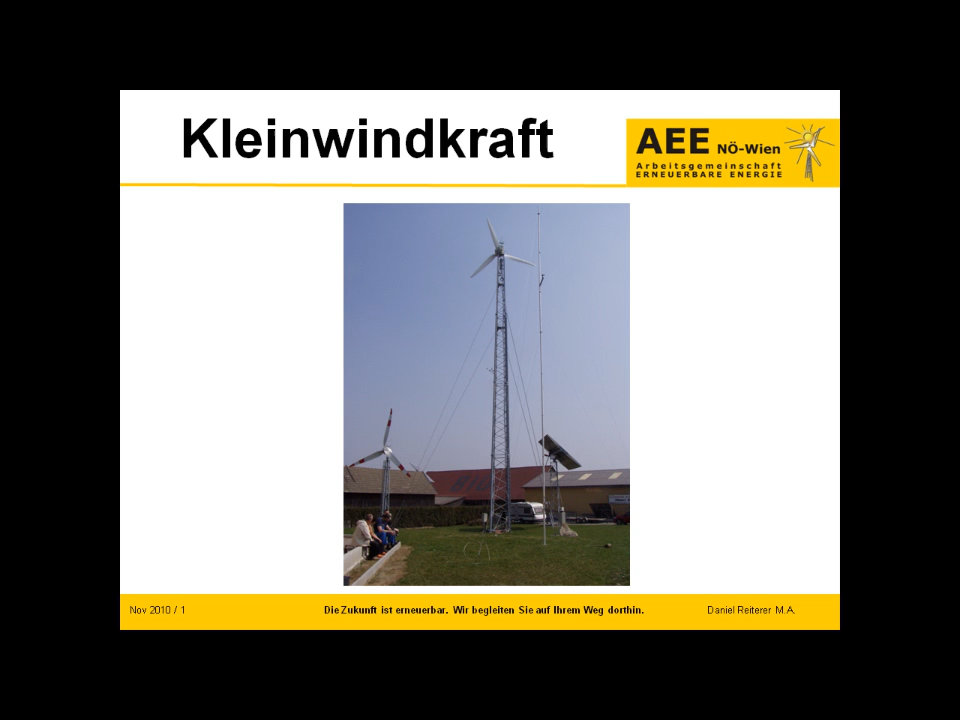 Kleinwindkraft
AEE NÖ-Wien
Arbeitsgemeinschaft
ERNEUERBARE ENERGIE
Nov 2010 / 1
Die Zukunft ist erneuerbar. Wir begleiten Sie auf Ihrem Weg dorthin.
Daniel Reiterer M.A.